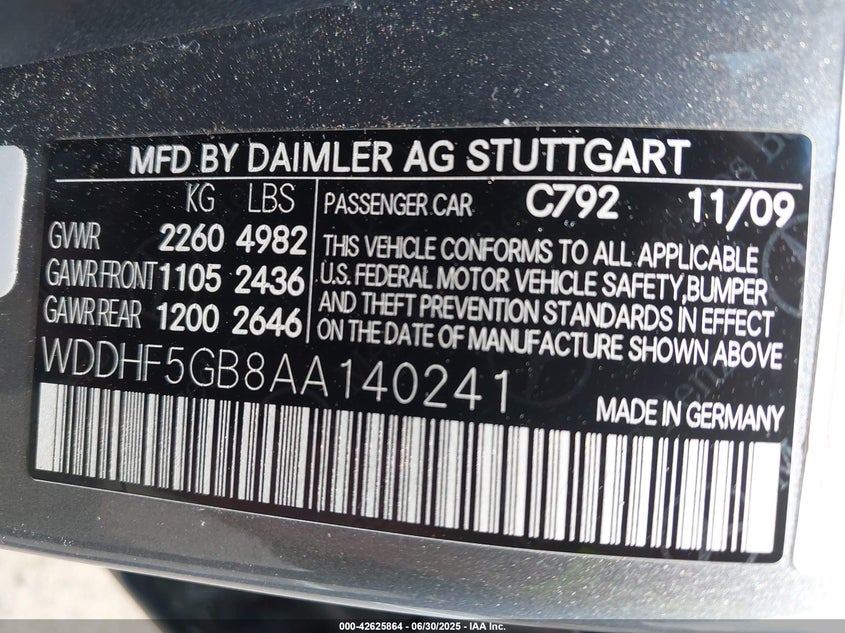 MFD BY DAIMLER AG STUTTGART
KG LBS
GVWR 2260 4982
GAWR FRONT 1105 2436
GAWR REAR 1200 2646
PASSENGER CAR C792 11/09
THIS VEHICLE CONFORMS TO ALL APPLICABLE
U.S. FEDERAL MOTOR VEHICLE SAFETY,BUMPER
AND THEFT PREVENTION STANDARDS IN EFFECT
ON THE DATE OF MANUFACTURE SHOWN ABOVE
WDDHF5GB8AA140241
MADE IN GERMANY
000-42625864 | 06/30/2025 - IAA Inc.